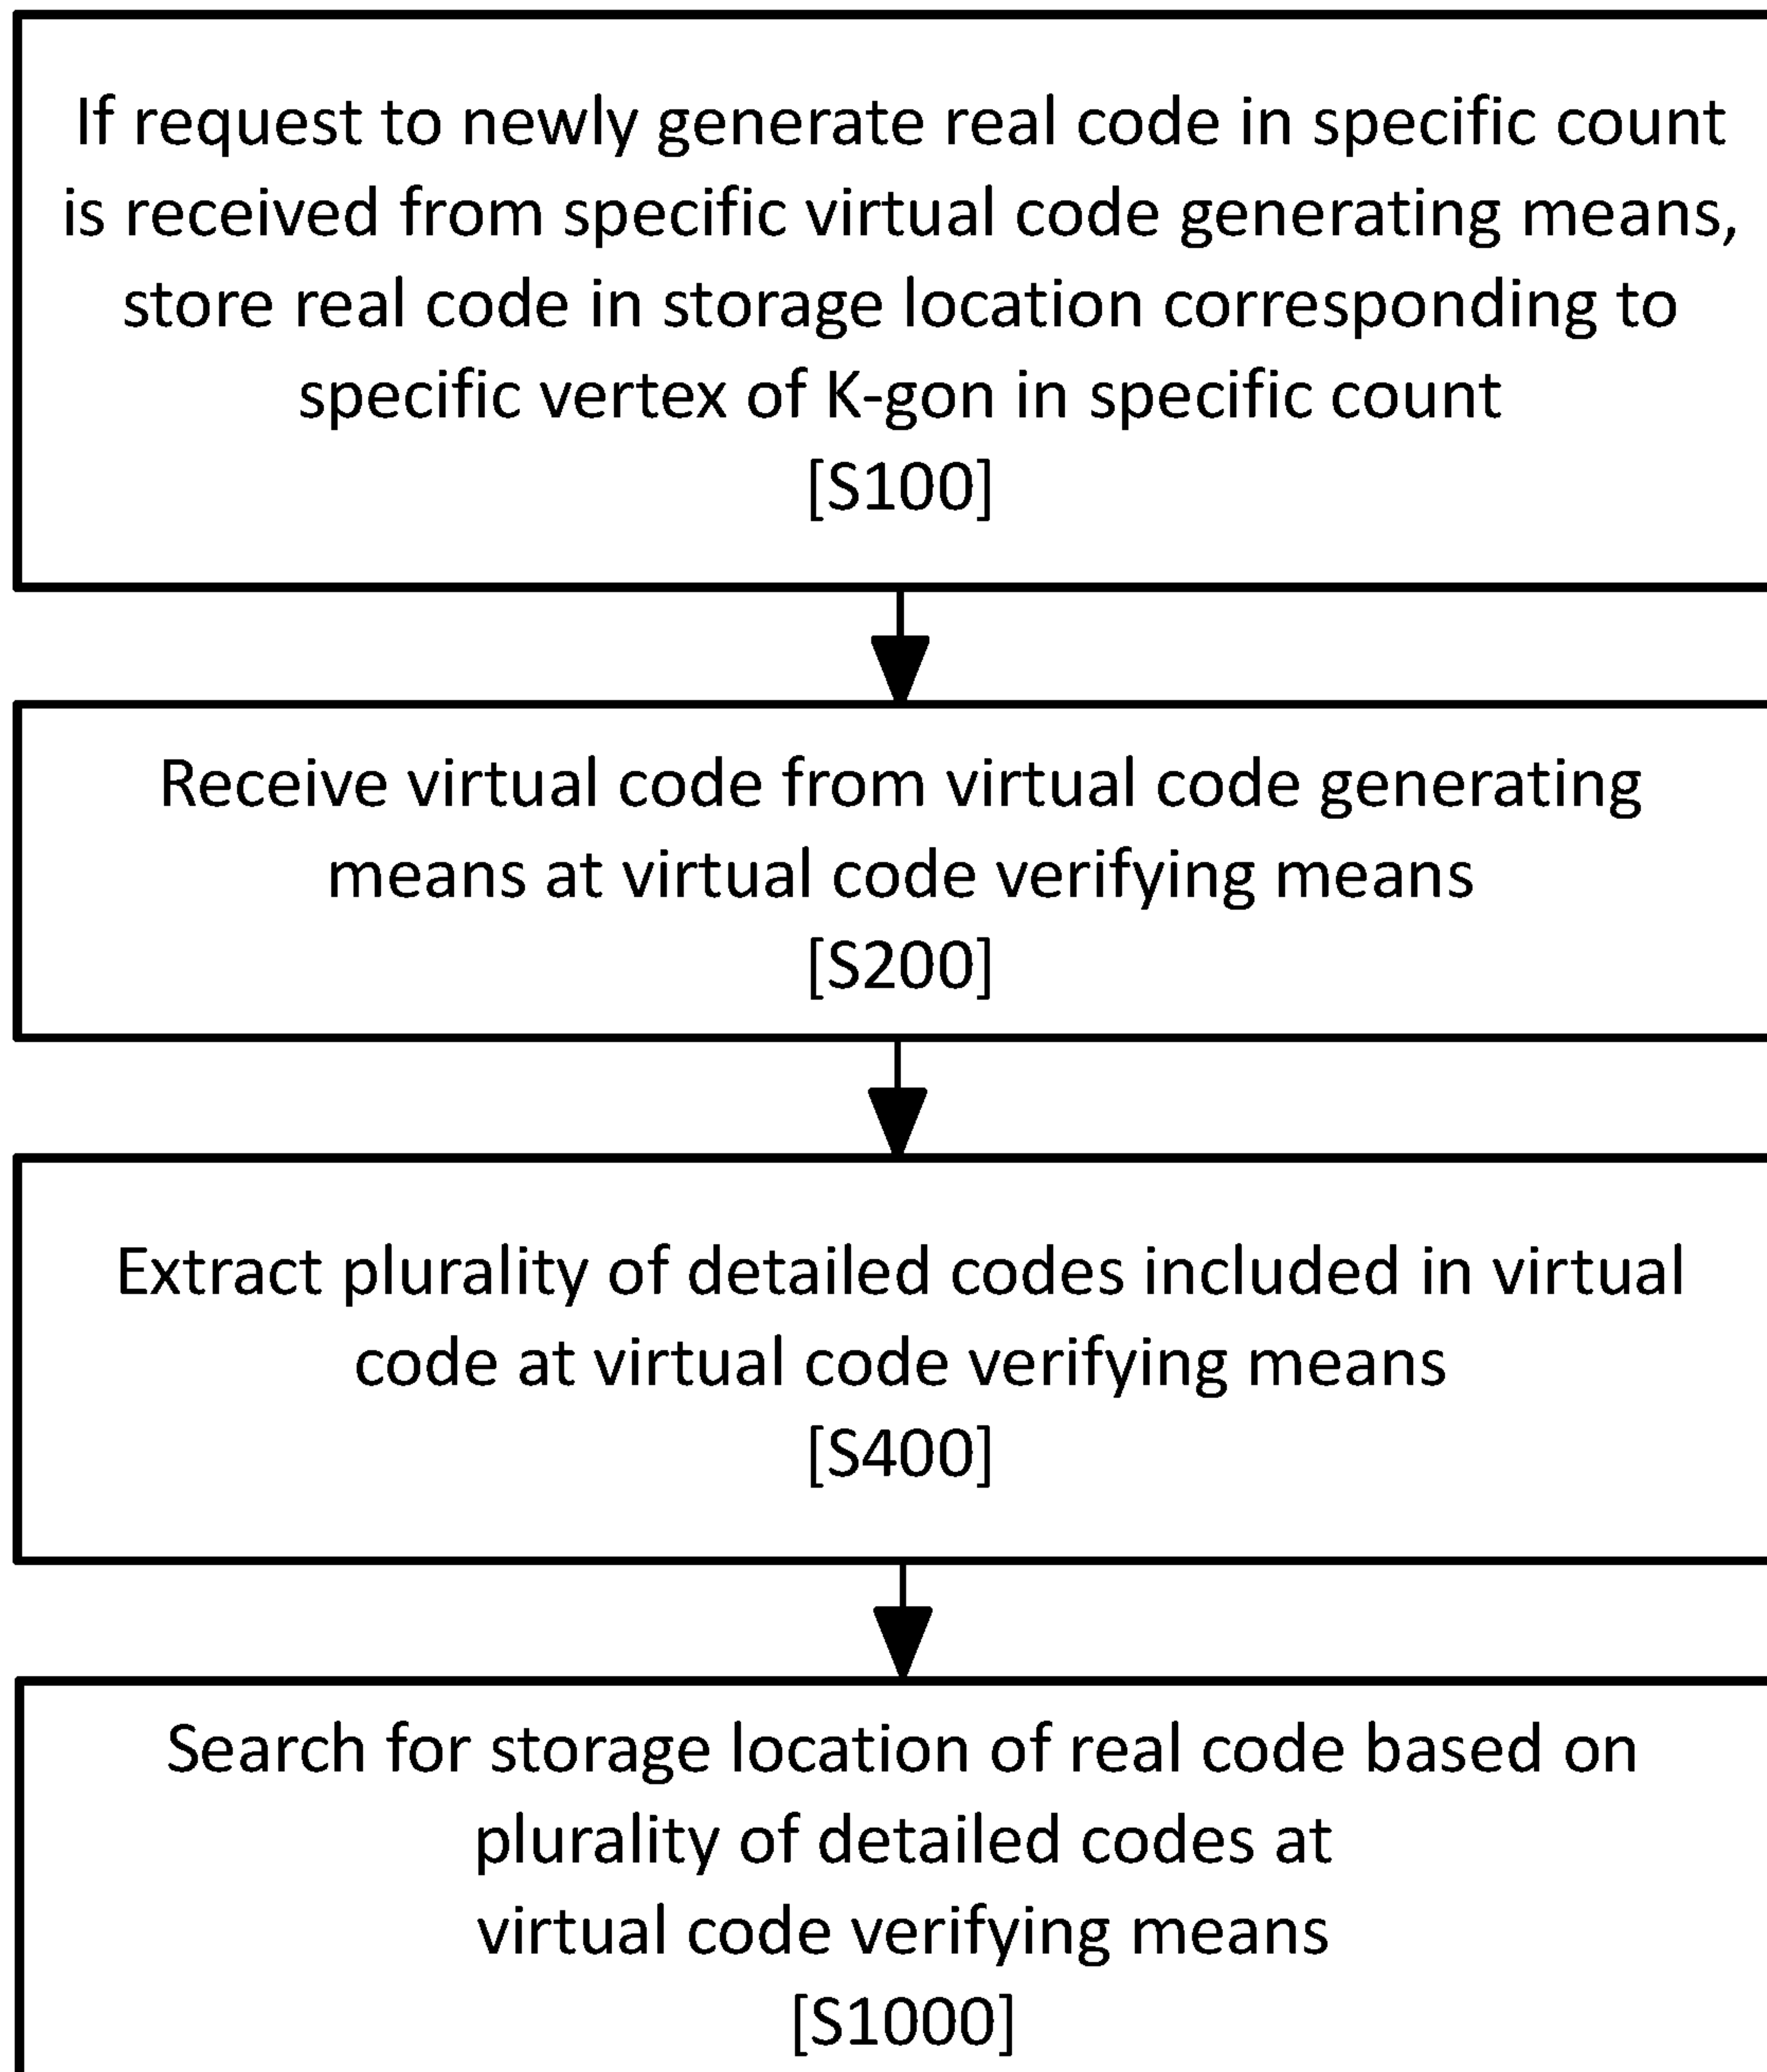 If request to newly generate real code in specific count
is received from specific virtual code generating means,
store real code in storage location corresponding to
specific vertex of K-gon in specific count
[S100]
Receive virtual code from virtual code generating
means at virtual code verifying means
[S200]
Extract plurality of detailed codes included in virtual
code at virtual code verifying means
[S400]
Search for storage location of real code based on
plurality of detailed codes at
virtual code verifying means
[S1000]